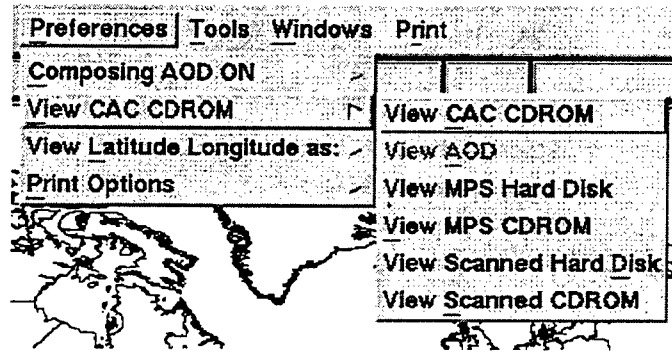 Preferences Tools Windows Print
Composing AOD ON
View CAC CDROM
View Latitude Longitude as:
Print Options
View CAC CDROM
View AOD
View MPS Hard Disk
View MPS CDROM
View Scanned Hard Disk
View Scanned CDROM